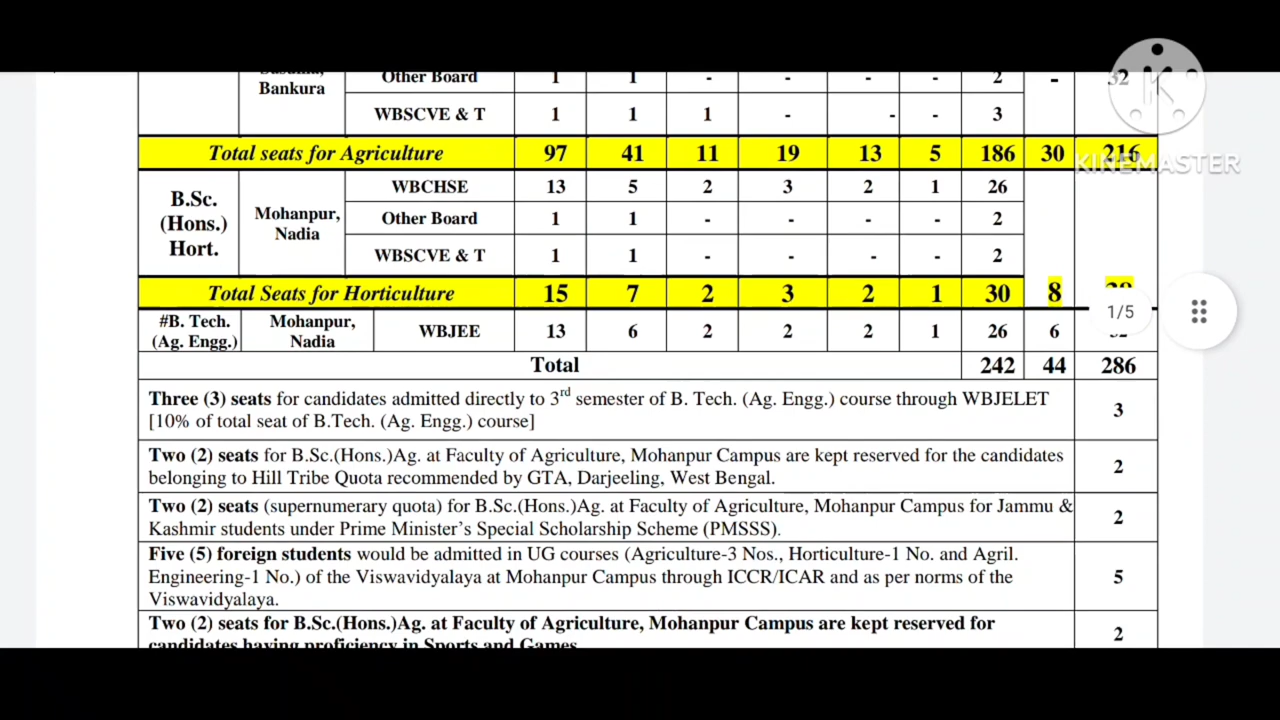 Susunia,
Bankura
Other Board 1 1 - - - - 2 - 32
WBSCVE & T 1 1 1 - - - 3
Total seats for Agriculture 97 41 11 19 13 5 186 30 216
KINEMASTER
B.Sc.
(Hons.)
Hort.
Mohanpur,
Nadia
WBCHSE 13 5 2 3 2 1 26
Other Board 1 1 - - - - 2
WBSCVE & T 1 1 - - - - 2
Total Seats for Horticulture 15 7 2 3 2 1 30 8
1/5
#B. Tech.
(Ag. Engg.)
Mohanpur,
Nadia
WBJEE 13 6 2 2 2 1 26 6
Total 242 44 286
Three (3) seats for candidates admitted directly to 3rd semester of B. Tech. (Ag. Engg.) course through WBJELET
[10% of total seat of B.Tech. (Ag. Engg.) course]
3
Two (2) seats for B.Sc.(Hons.)Ag. at Faculty of Agriculture, Mohanpur Campus are kept reserved for the candidates
belonging to Hill Tribe Quota recommended by GTA, Darjeeling, West Bengal.
2
Two (2) seats (supernumerary quota) for B.Sc.(Hons.)Ag. at Faculty of Agriculture, Mohanpur Campus for Jammu &
Kashmir students under Prime Minister’s Special Scholarship Scheme (PMSSS).
2
Five (5) foreign students would be admitted in UG courses (Agriculture-3 Nos., Horticulture-1 No. and Agril.
Engineering-1 No.) of the Viswavidyalaya at Mohanpur Campus through ICCR/ICAR and as per norms of the
Viswavidyalaya.
5
Two (2) seats for B.Sc.(Hons.)Ag. at Faculty of Agriculture, Mohanpur Campus are kept reserved for
candidates having proficiency in Sports and Games
2